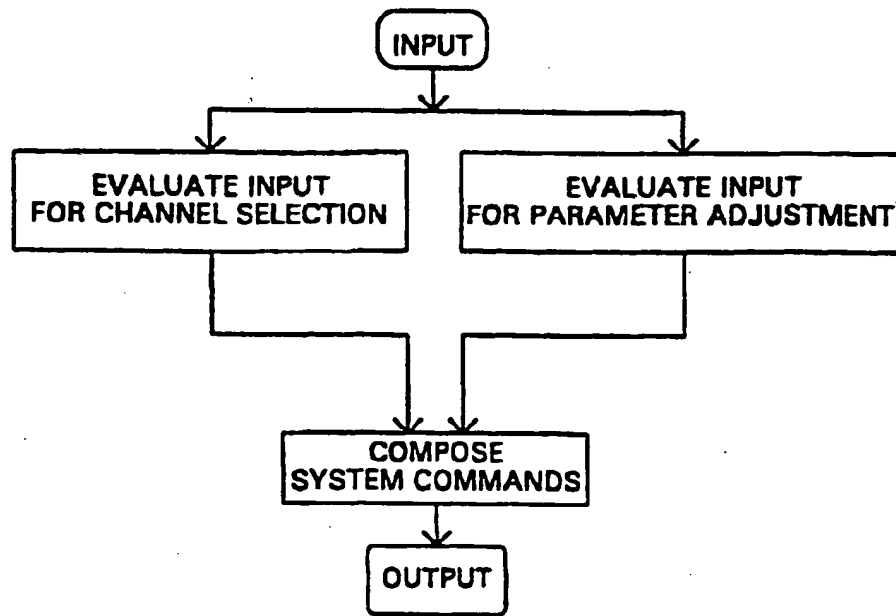 INPUT
EVALUATE INPUT
FOR CHANNEL SELECTION
EVALUATE INPUT
FOR PARAMETER ADJUSTMENT
COMPOSE
SYSTEM COMMANDS
OUTPUT